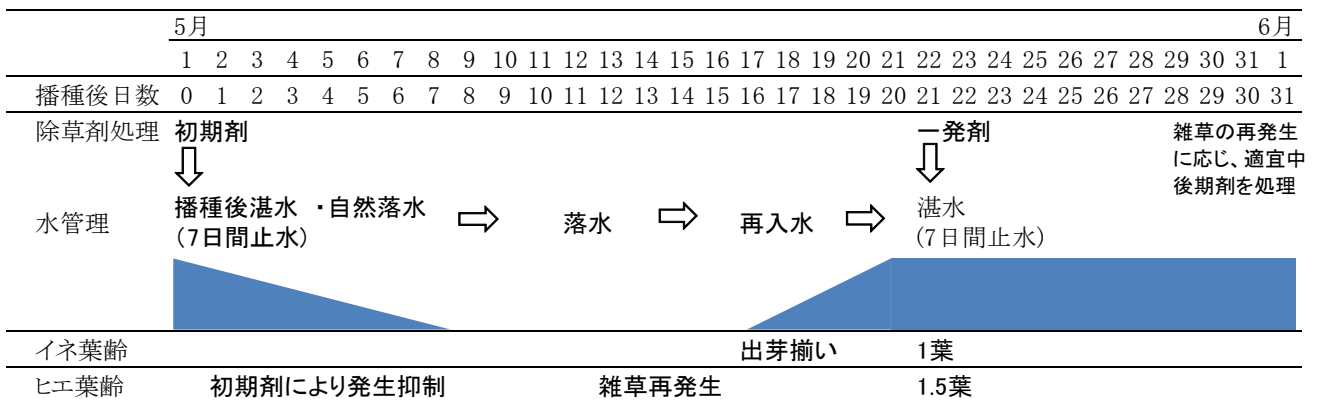 5月 6月
1 2 3 4 5 6 7 8 9 10 11 12 13 14 15 16 17 18 19 20 21 22 23 24 25 26 27 28 29 30 31 1
播種後日数 0 1 2 3 4 5 6 7 8 9 10 11 12 13 14 15 16 17 18 19 20 21 22 23 24 25 26 27 28 29 30 31
除草剤処理 初期剤 一発剤 雑草の再発生
に応じ、適宜中
後期剤を処理
播種後湛水 ・自然落水 湛水
水管理 (7日間止水) 落水 再入水 (7日間止水)
イネ葉齢 出芽揃い 1葉
ヒエ葉齢 初期剤により発生抑制 雑草再発生 1.5葉